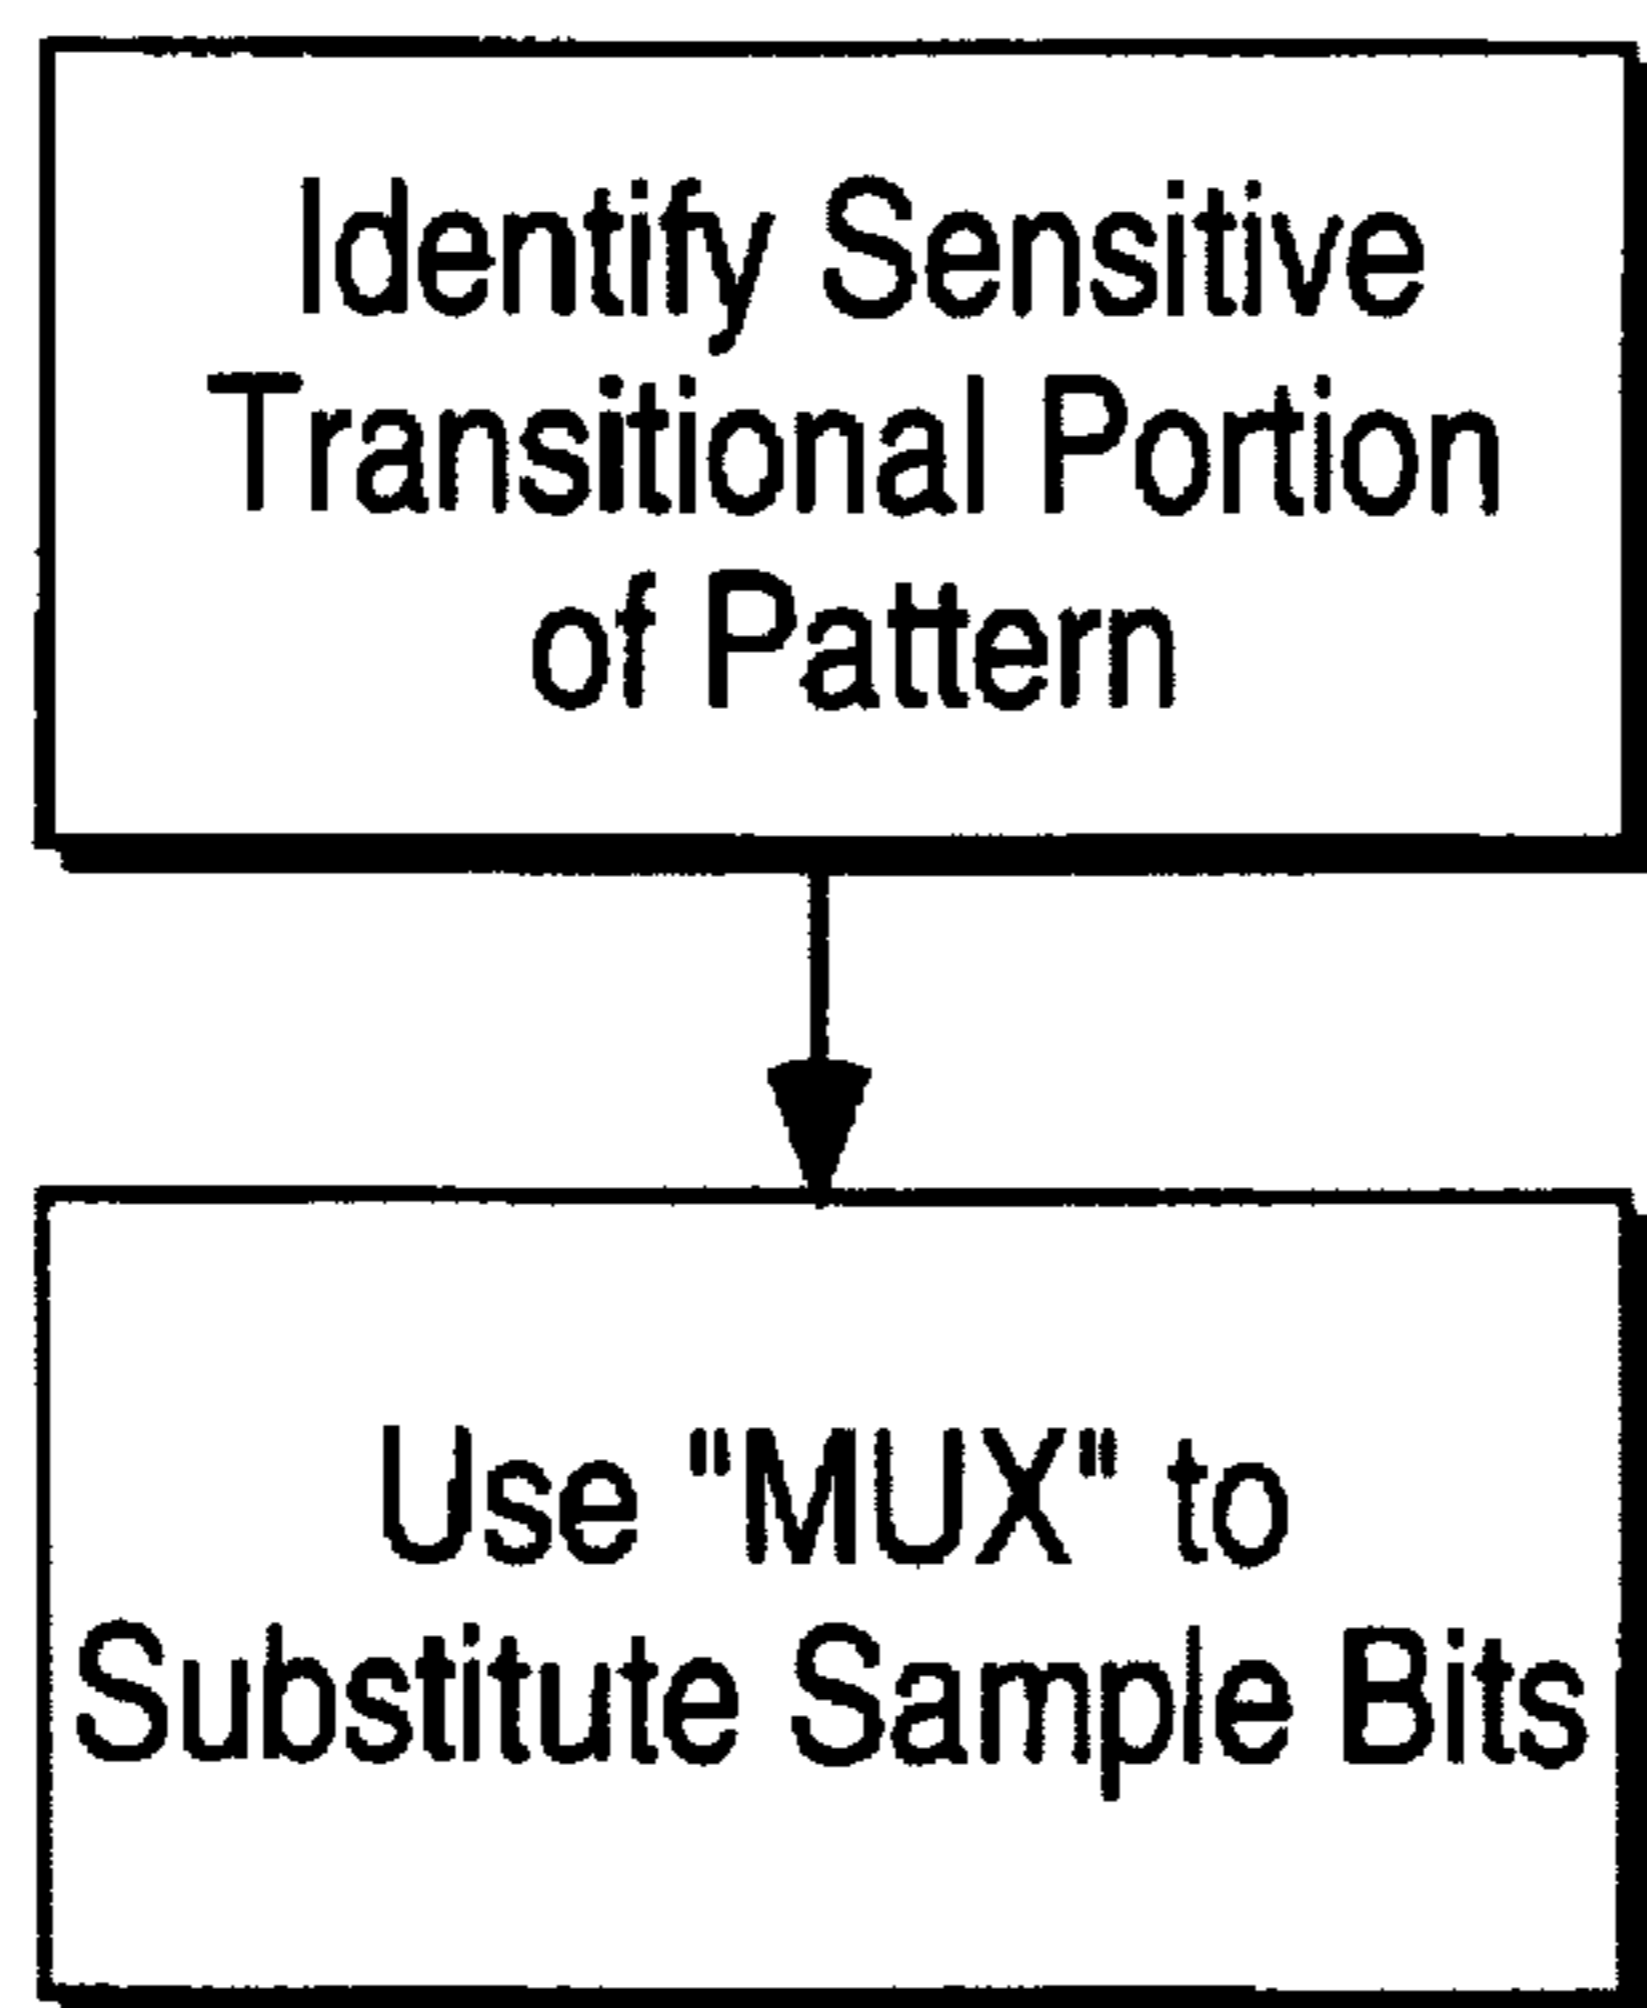 Identify Sensitive
Transitional Portion
of Pattern
Use "MUX" to
Substitute Sample Bits